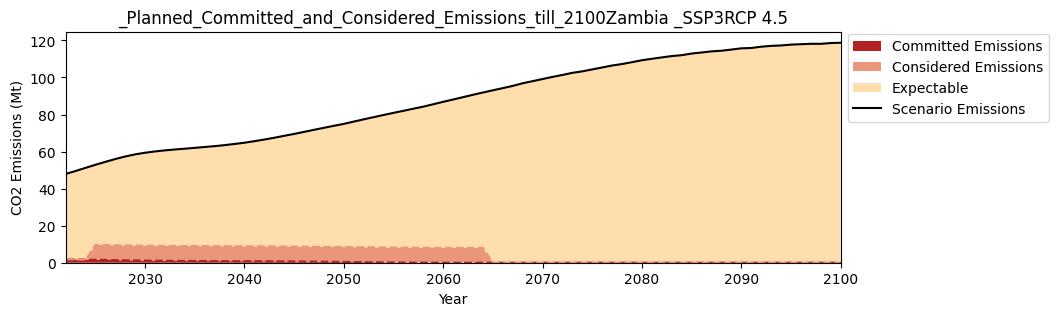 _Planned_Committed_and_Considered_Emissions_till_2100Zambia _SSP3RCP 4.5
120
100
80
60
40
20
0
CO2 Emissions (Mt)
2030 2040 2050 2060 2070 2080 2090 2100
Year
Committed Emissions
Considered Emissions
Expectable
Scenario Emissions